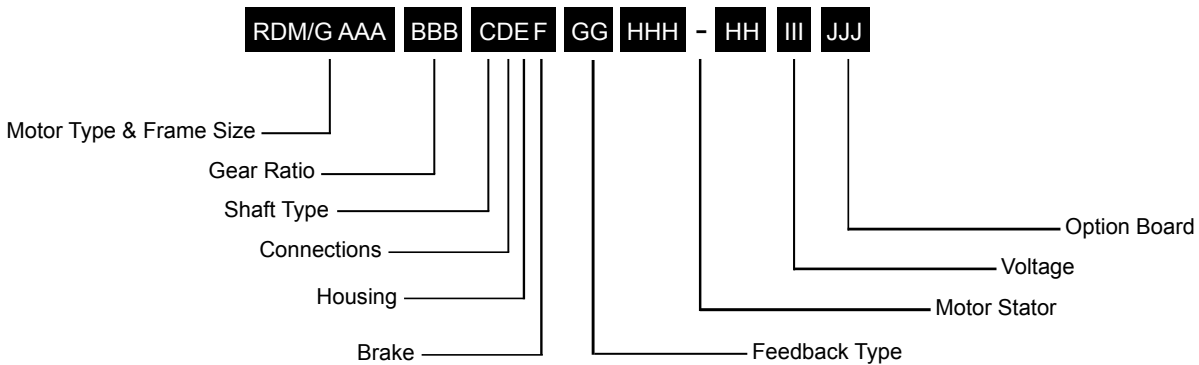 RDM/G AAA BBB CDE F GG HHH - HH III JJJ
Motor Type & Frame Size
Gear Ratio
Shaft Type
Option Board
Connections
Voltage
Housing
Motor Stator
Brake
Feedback Type